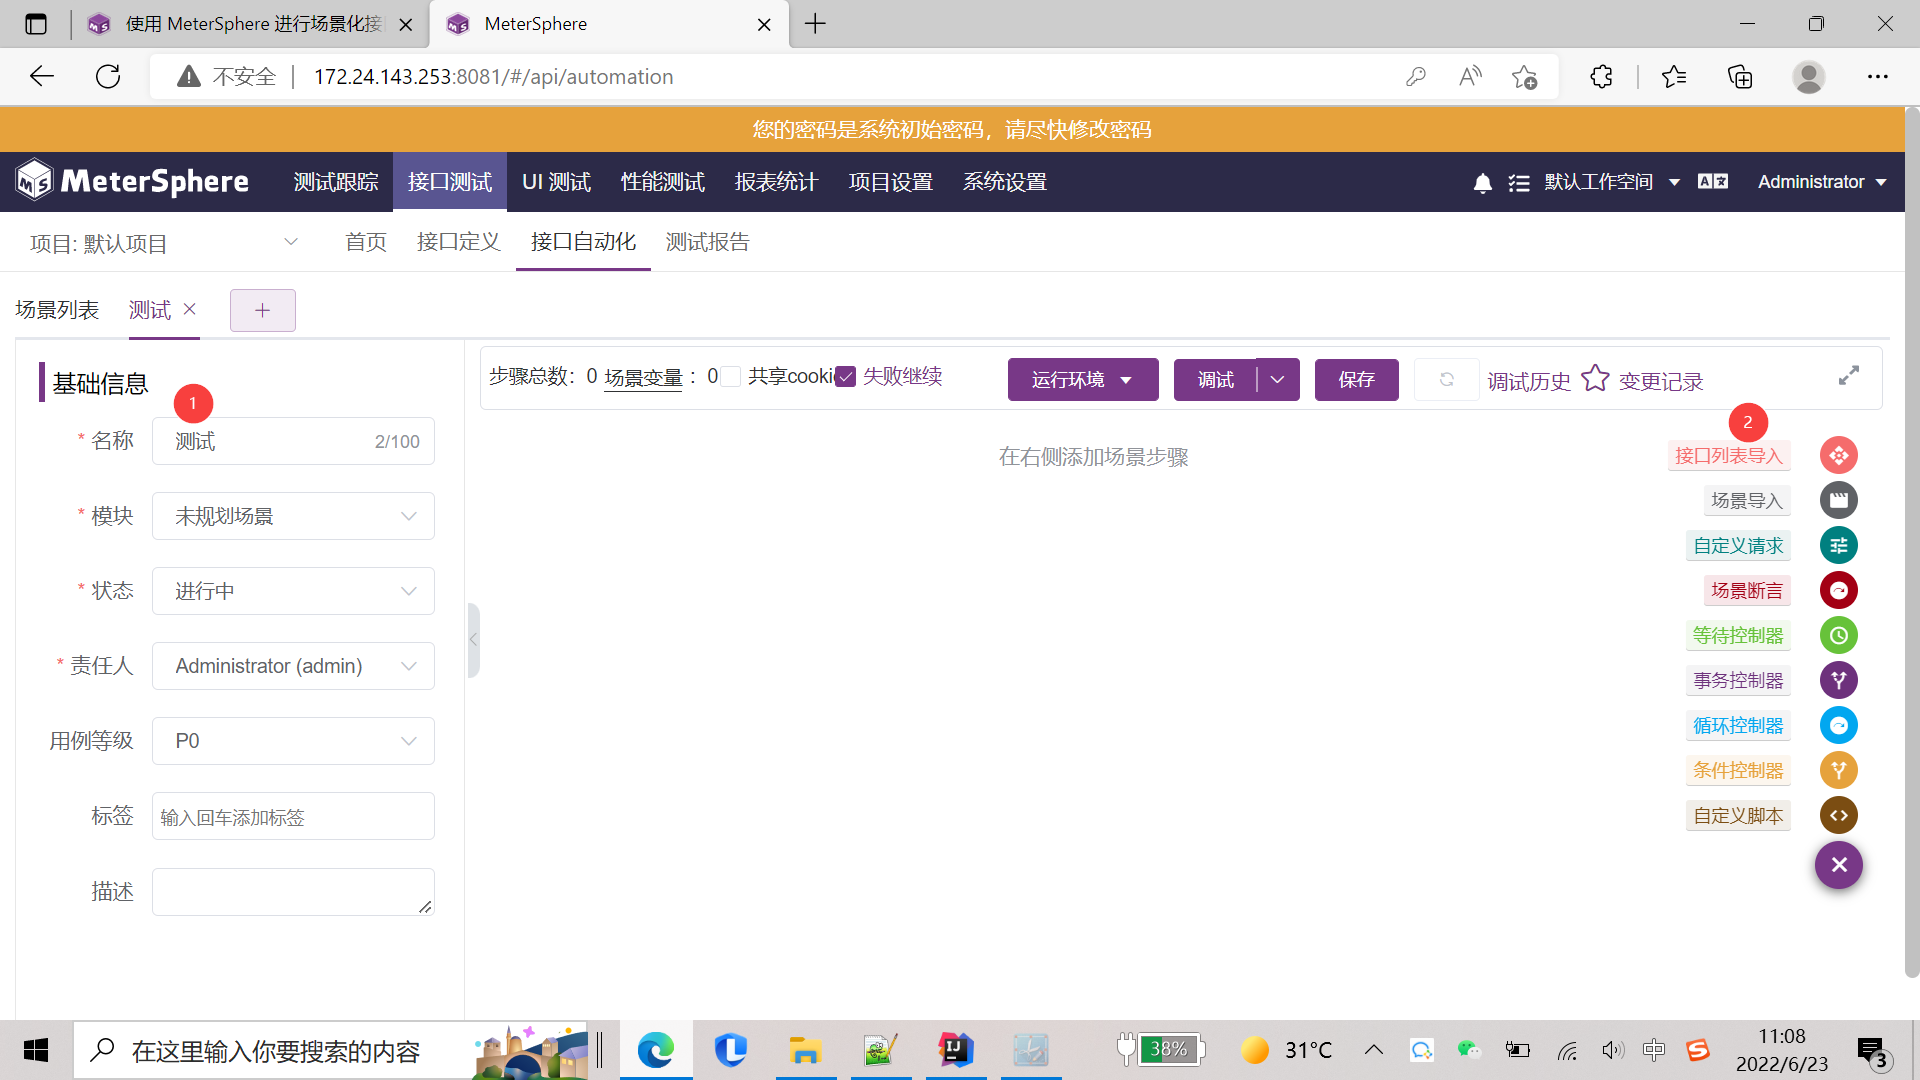 使用 MeterSphere 进行场景化接
MeterSphere
不安全
172.24.143.253:8081/#/api/automation
您的密码是系统初始密码，请尽快修改密码
MeterSphere
测试跟踪
接口测试
UI 测试
性能测试
报表统计
项目设置
系统设置
默认工作空间
Administrator
项目: 默认项目
首页
接口定义
接口自动化
测试报告
场景列表
测试
基础信息
1
* 名称
测试
2/100
* 模块
未规划场景
* 状态
进行中
* 责任人
Administrator (admin)
用例等级
P0
标签
输入回车添加标签
描述
步骤总数：0
场景变量：0
共享cooki
失败继续
运行环境
调试
保存
调试历史
变更记录
在右侧添加场景步骤
2
接口列表导入
场景导入
自定义请求
场景断言
等待控制器
事务控制器
循环控制器
条件控制器
自定义脚本
在这里输入你要搜索的内容
38%
31°C
中
11:08
2022/6/23
3